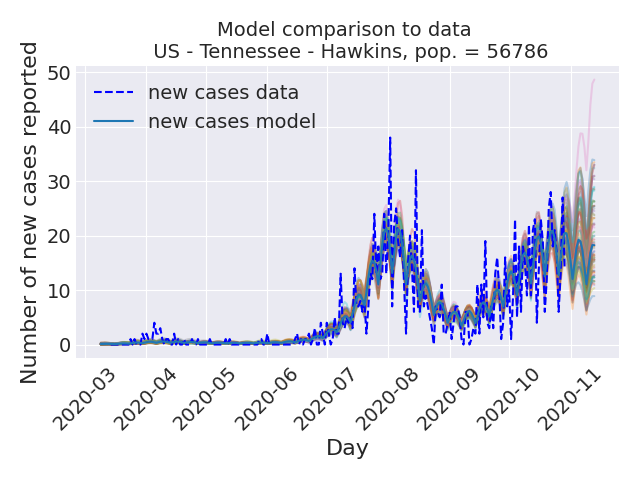 Model comparison to data
US - Tennessee - Hawkins, pop. = 56786
Number of new cases reported
50
40
30
20
10
0
new cases data
new cases model
2020-03
2020-04
2020-05
2020-06
2020-07
2020-08
2020-09
2020-10
2020-11
Day